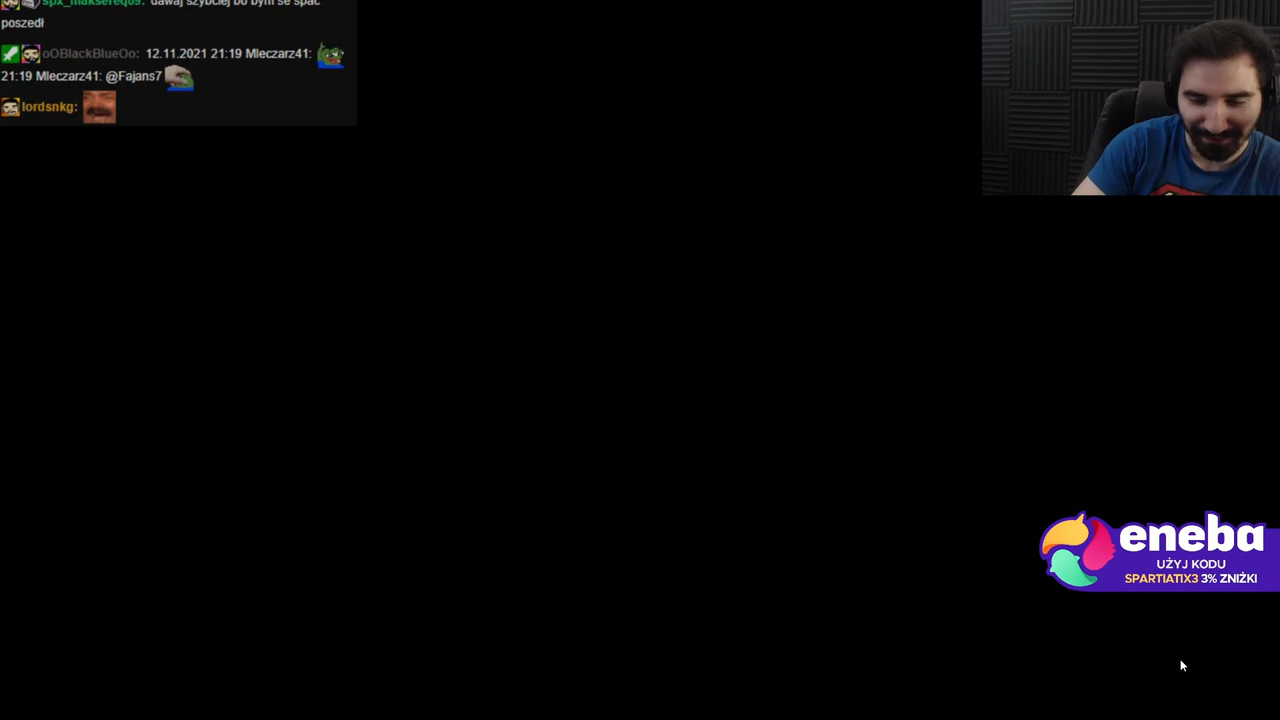 spx_maksereq69: dawaj szybciej bo bym se spać
poszedł
oOBlackBlueOo: 12.11.2021 21:19 Mleczarz41:
21:19 Mleczarz41: @Fajans7
lordsnkg:
eneba
UŻYJ KODU
SPARTIATIX3 3% ZNIŻKI